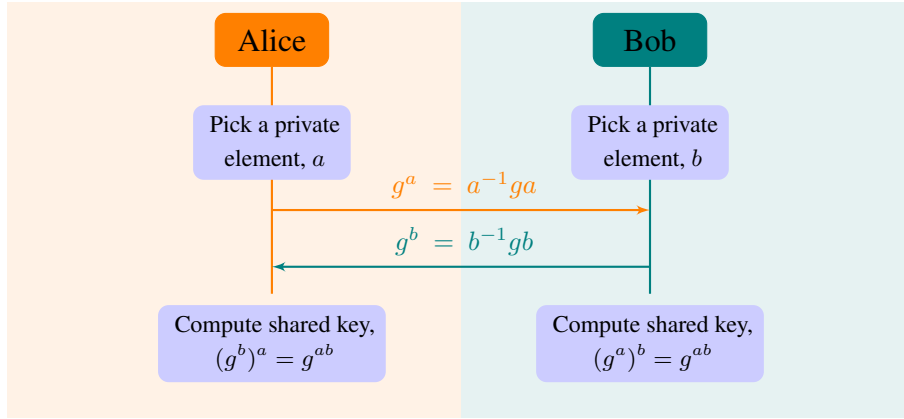 Alice
Bob
Pick a private
element, a
Pick a private
element, b
g^a = a^{-1}ga
g^b = b^{-1}gb
Compute shared key,
(g^b)^a = g^{ab}
Compute shared key,
(g^a)^b = g^{ab}